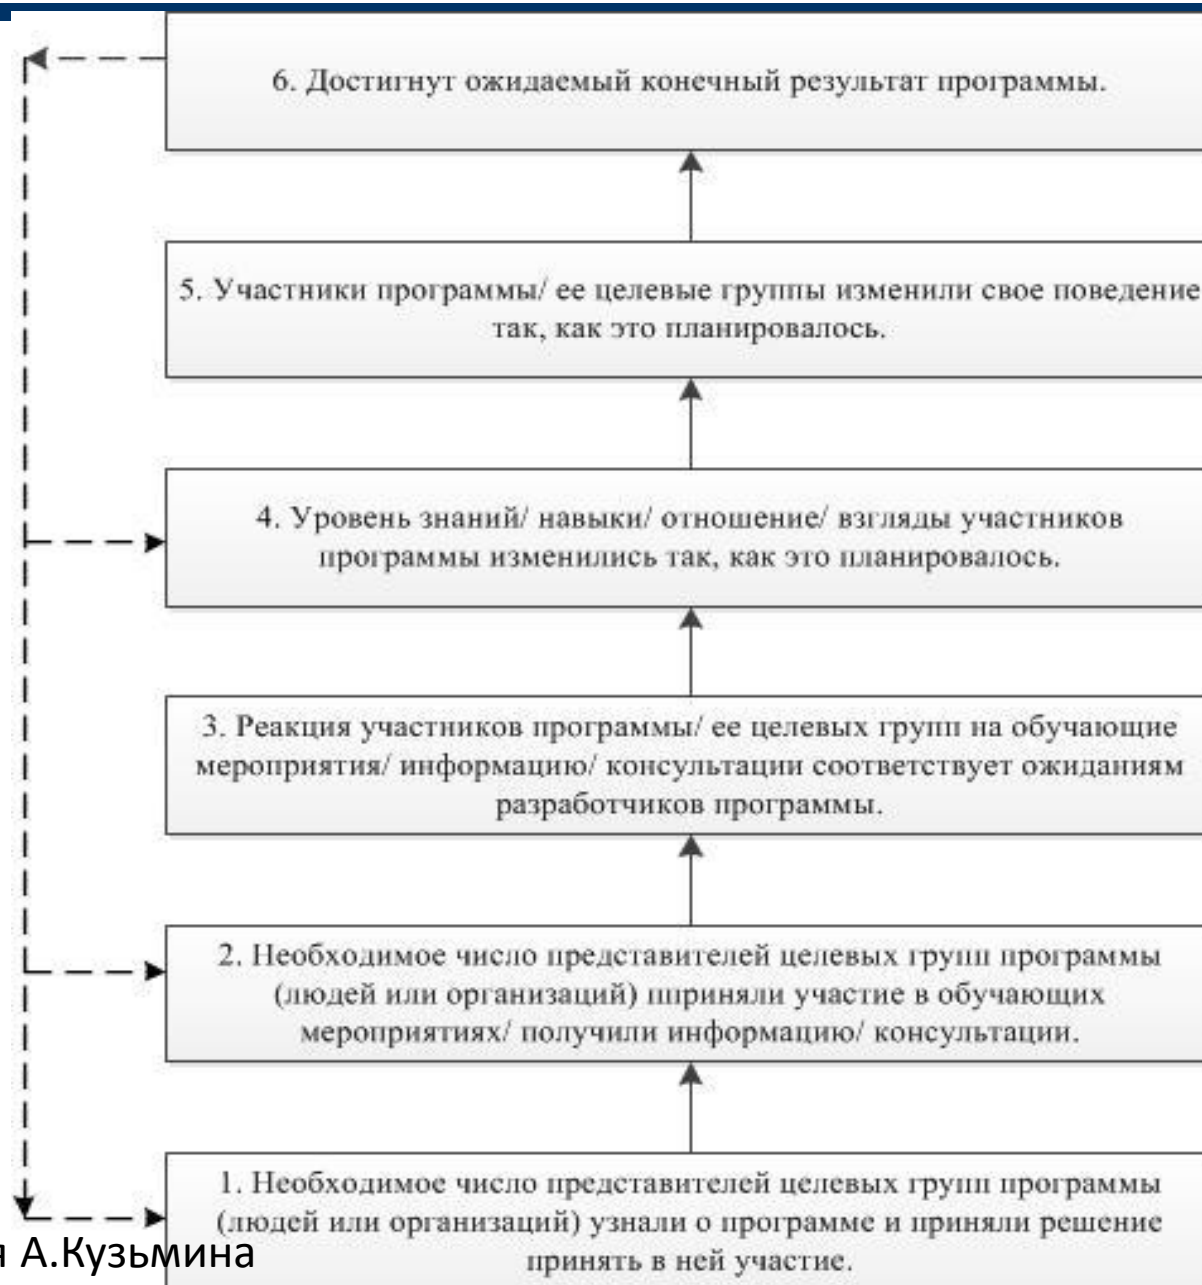 6. Достигнут ожидаемый конечный результат программы.
5. Участники программы/ ее целевые группы изменили свое поведение
так, как это планировалось.
4. Уровень знаний/ навыки/ отношение/ взгляды участников
программы изменились так, как это планировалось.
3. Реакция участников программы/ ее целевых групп на обучающие
мероприятия/ информацию/ консультации соответствует ожиданиям
разработчиков программы.
2. Необходимое число представителей целевых групп программы
(людей или организаций) пприняли участие в обучающих
мероприятиях/ получили информацию/ консультации.
1. Необходимое число представителей целевых групп программы
(людей или организаций) узнали о программе и приняли решение
принять в ней участие.
я А.Кузьмина